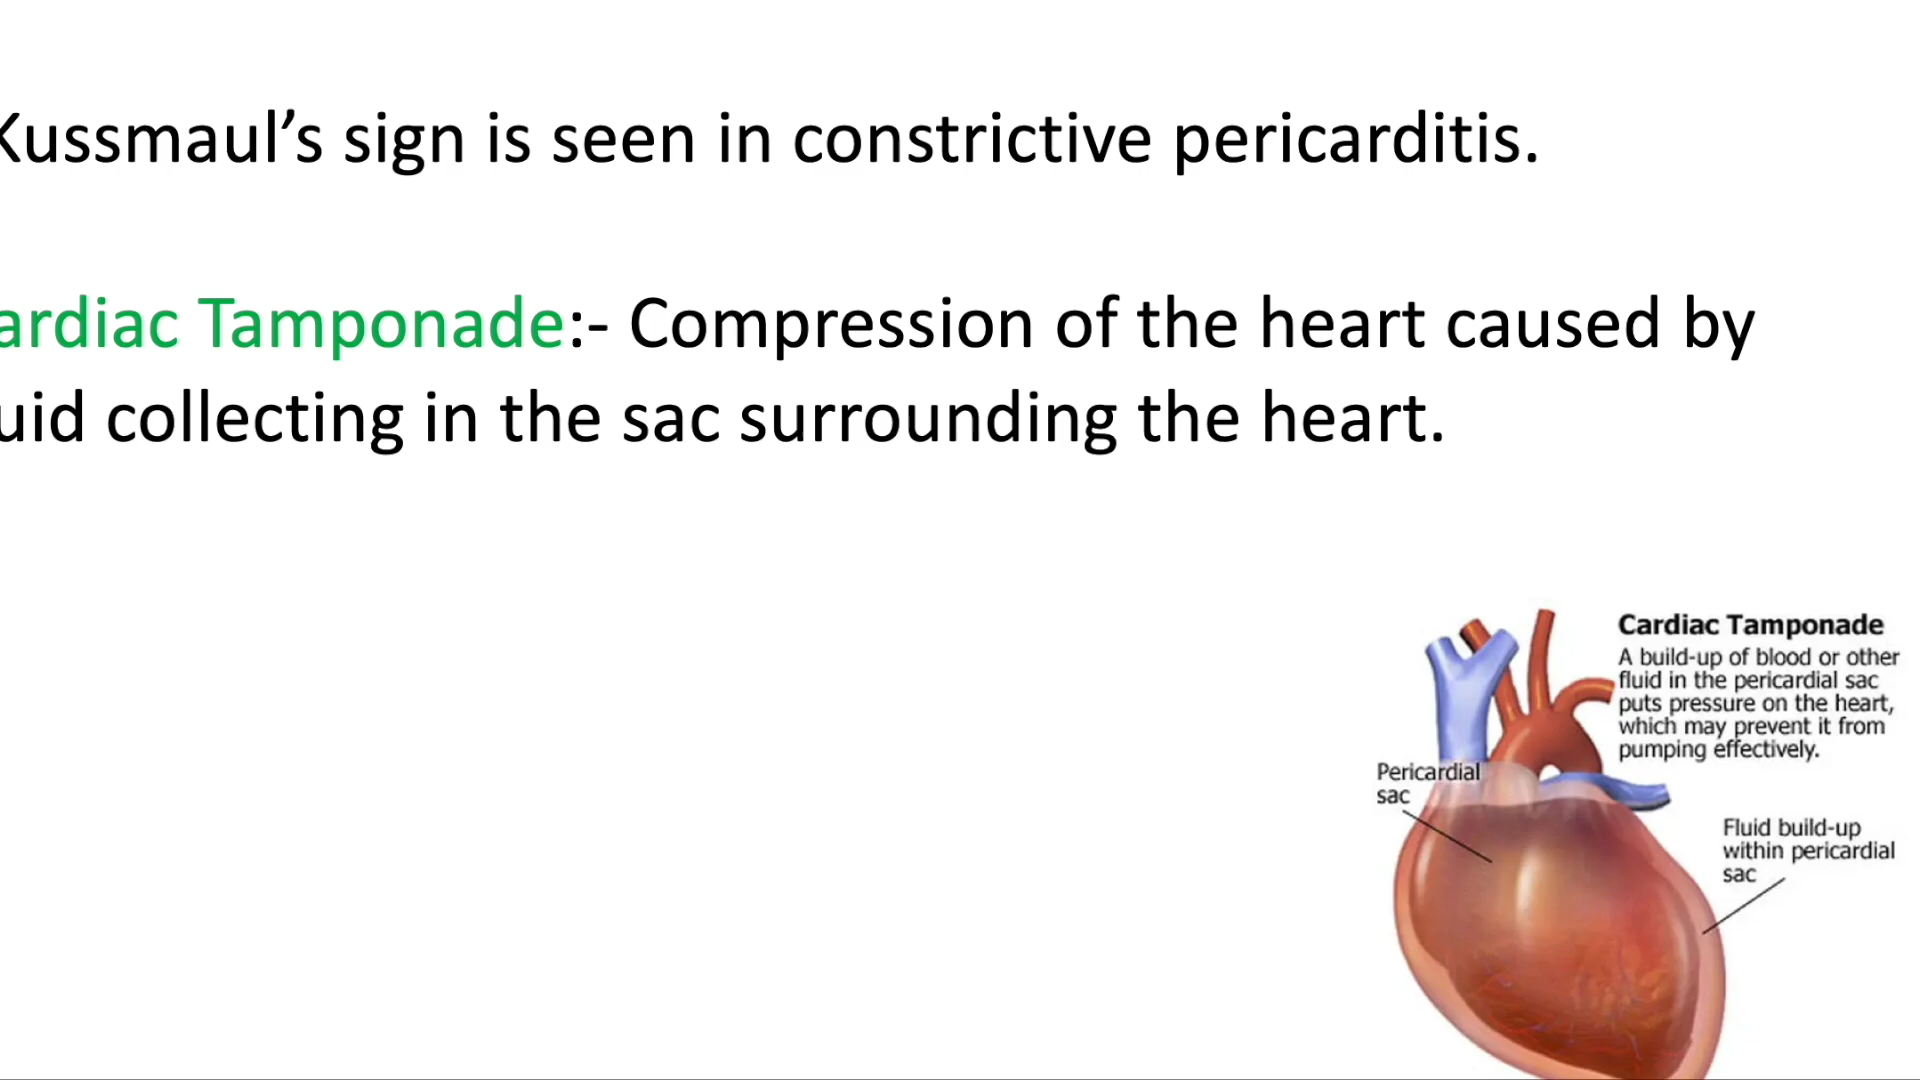 Kussmaul’s sign is seen in constrictive pericarditis.
ardiac Tamponade:- Compression of the heart caused by
uid collecting in the sac surrounding the heart.
Cardiac Tamponade
A build-up of blood or other
fluid in the pericardial sac
puts pressure on the heart,
which may prevent it from
pumping effectively.
Pericardial
sac
Fluid build-up
within pericardial
sac